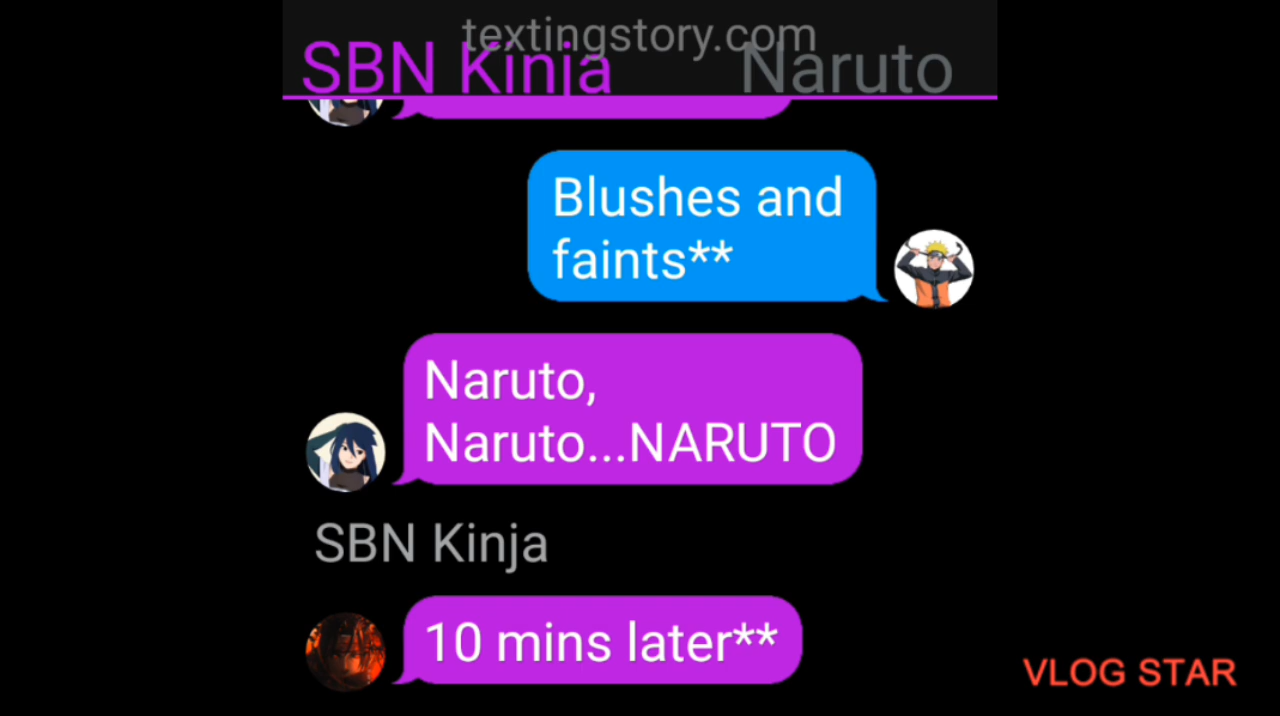 textingstory.com
SBN Kinja
Naruto
Blushes and
faints**
Naruto,
Naruto...NARUTO
SBN Kinja
10 mins later**
VLOG STAR